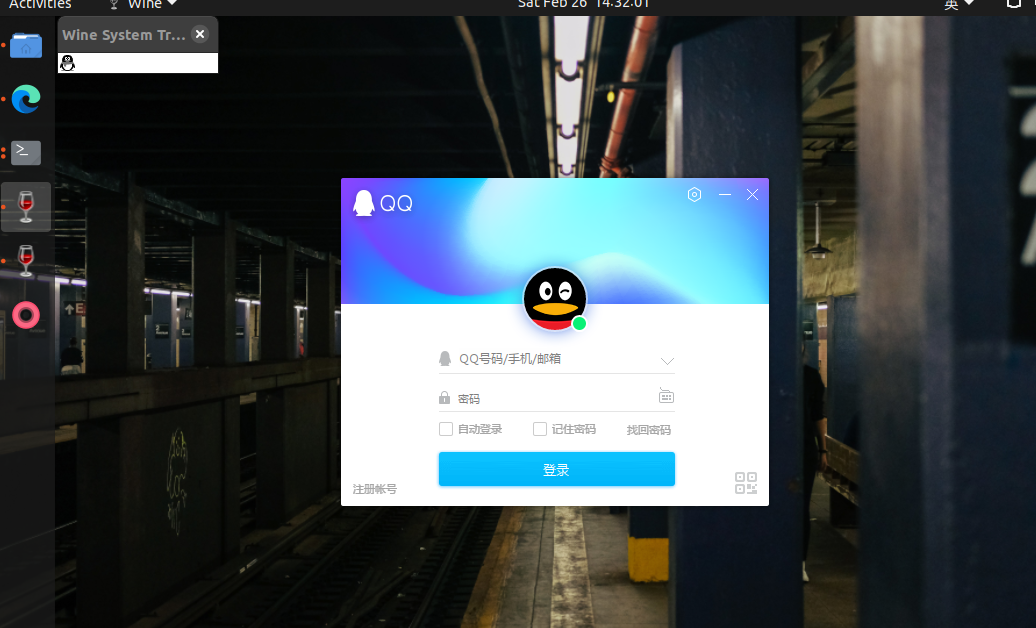 Activities
Wine
Sat Feb 26 14:32:01
英
Wine System Tr...
QQ
QQ号码/手机/邮箱
密码
自动登录
记住密码
找回密码
登录
注册帐号